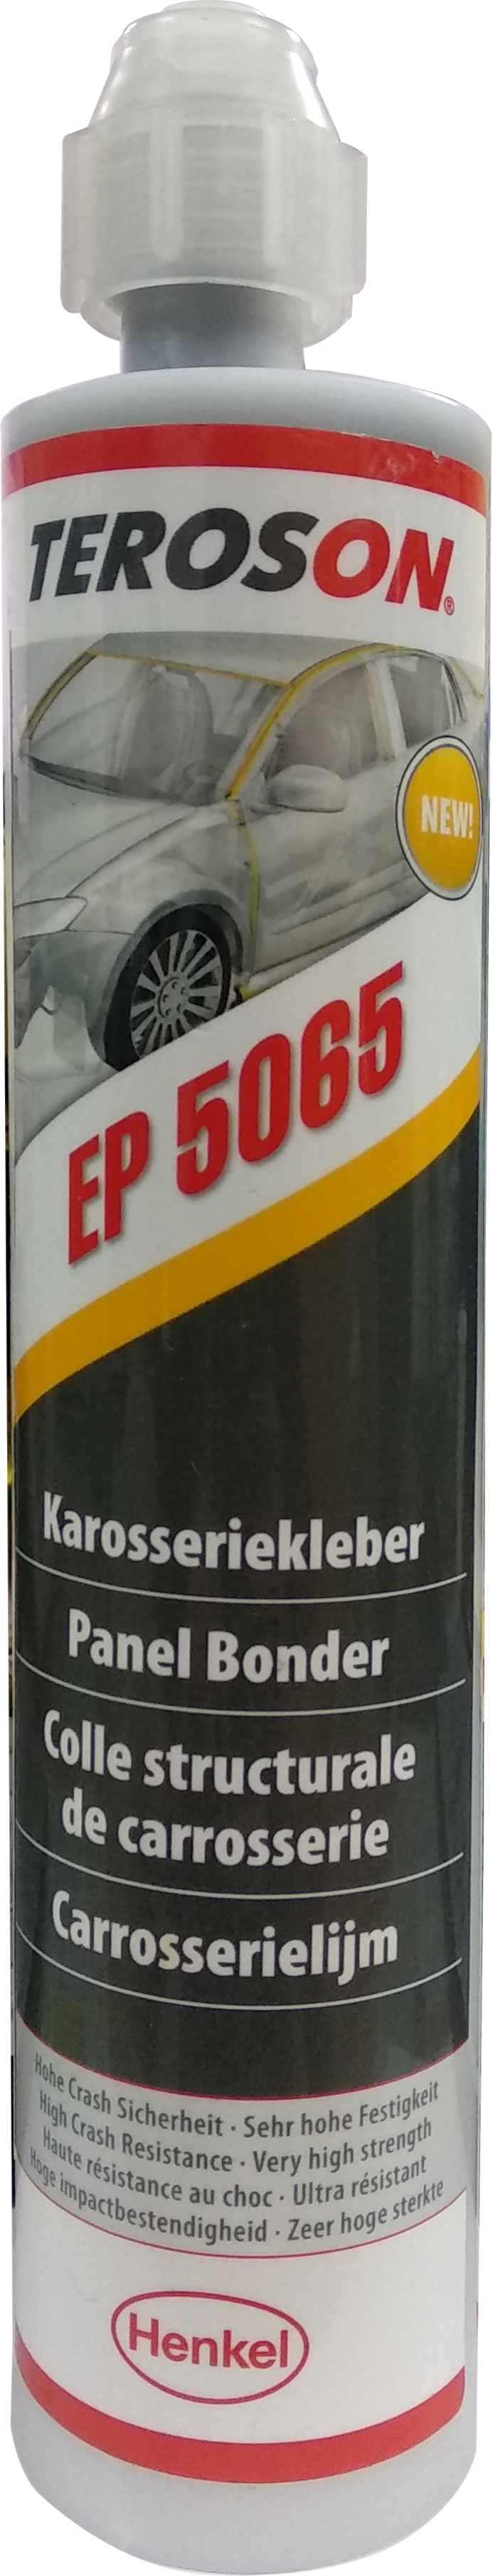 TEROSON®
NEW!
EP 5065
Karosseriekleber
Panel Bonder
Colle structurale
de carrosserie
Carrosserielijm
Hohe Crash Sicherheit · Sehr hohe Festigkeit
High Crash Resistance · Very high strength
Haute résistance au choc · Ultra résistant
Hoge impactbestendigheid · Zeer hoge sterkte
Henkel